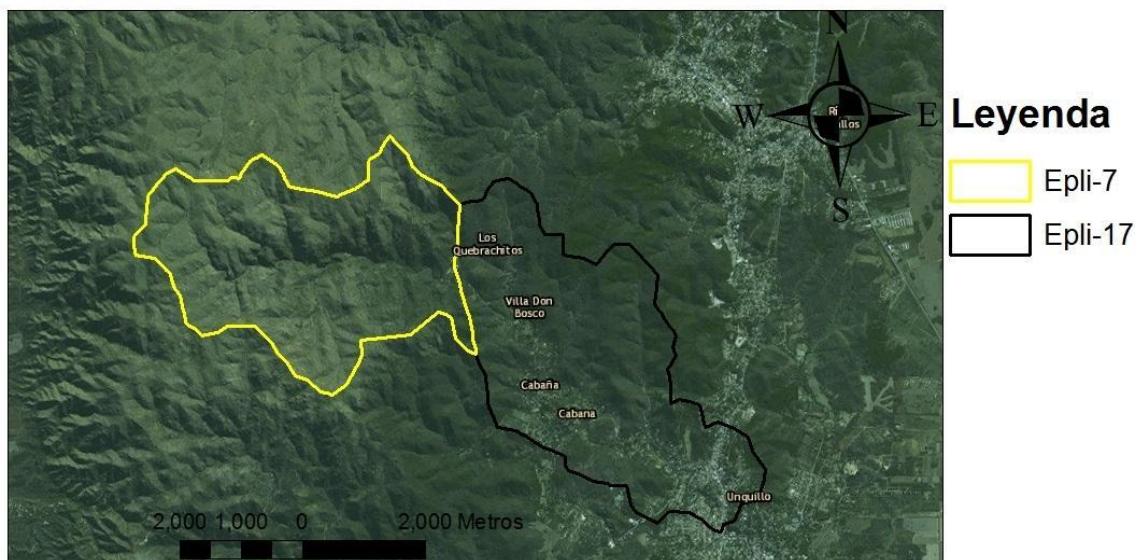 N
W
E
S
Los
Quebrachitos
Villa Don
Bosco
Cabaña
Cabana
Unquillo
2,000 1,000 0 2,000 Metros
Leyenda
Epli-7
Epli-17